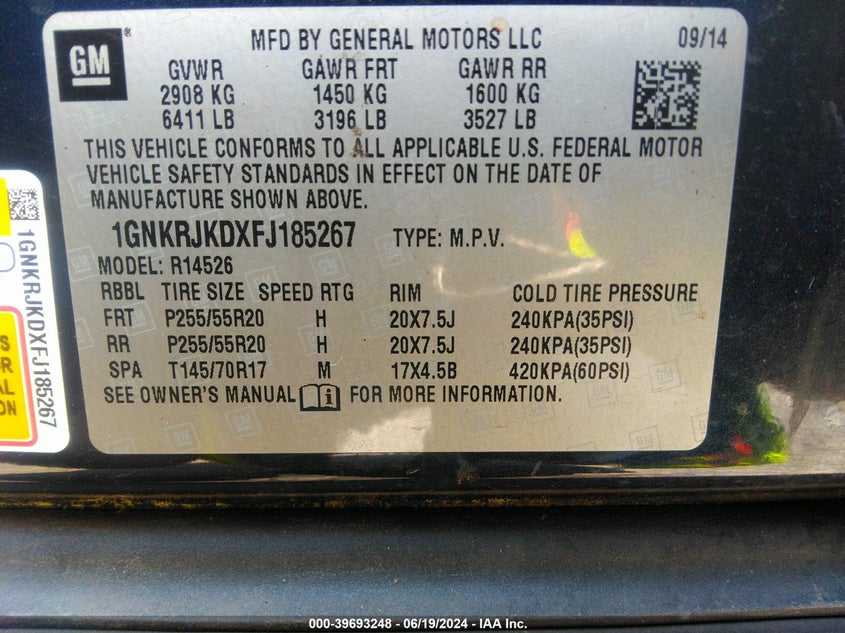 GM
MFD BY GENERAL MOTORS LLC 09/14
GVWR GAWR FRT GAWR RR
2908 KG 1450 KG 1600 KG
6411 LB 3196 LB 3527 LB
THIS VEHICLE CONFORMS TO ALL APPLICABLE U.S. FEDERAL MOTOR
VEHICLE SAFETY STANDARDS IN EFFECT ON THE DATE OF
MANUFACTURE SHOWN ABOVE.
1GNKRJKDXFJ185267 TYPE: M.P.V.
MODEL: R14526
RBBL TIRE SIZE SPEED RTG RIM COLD TIRE PRESSURE
FRT P255/55R20 H 20X7.5J 240KPA(35PSI)
RR P255/55R20 H 20X7.5J 240KPA(35PSI)
SPA T145/70R17 M 17X4.5B 420KPA(60PSI)
SEE OWNER'S MANUAL i FOR MORE INFORMATION.
1GNKRJKDXFJ185267
000-39693248 - 06/19/2024 - IAA Inc.